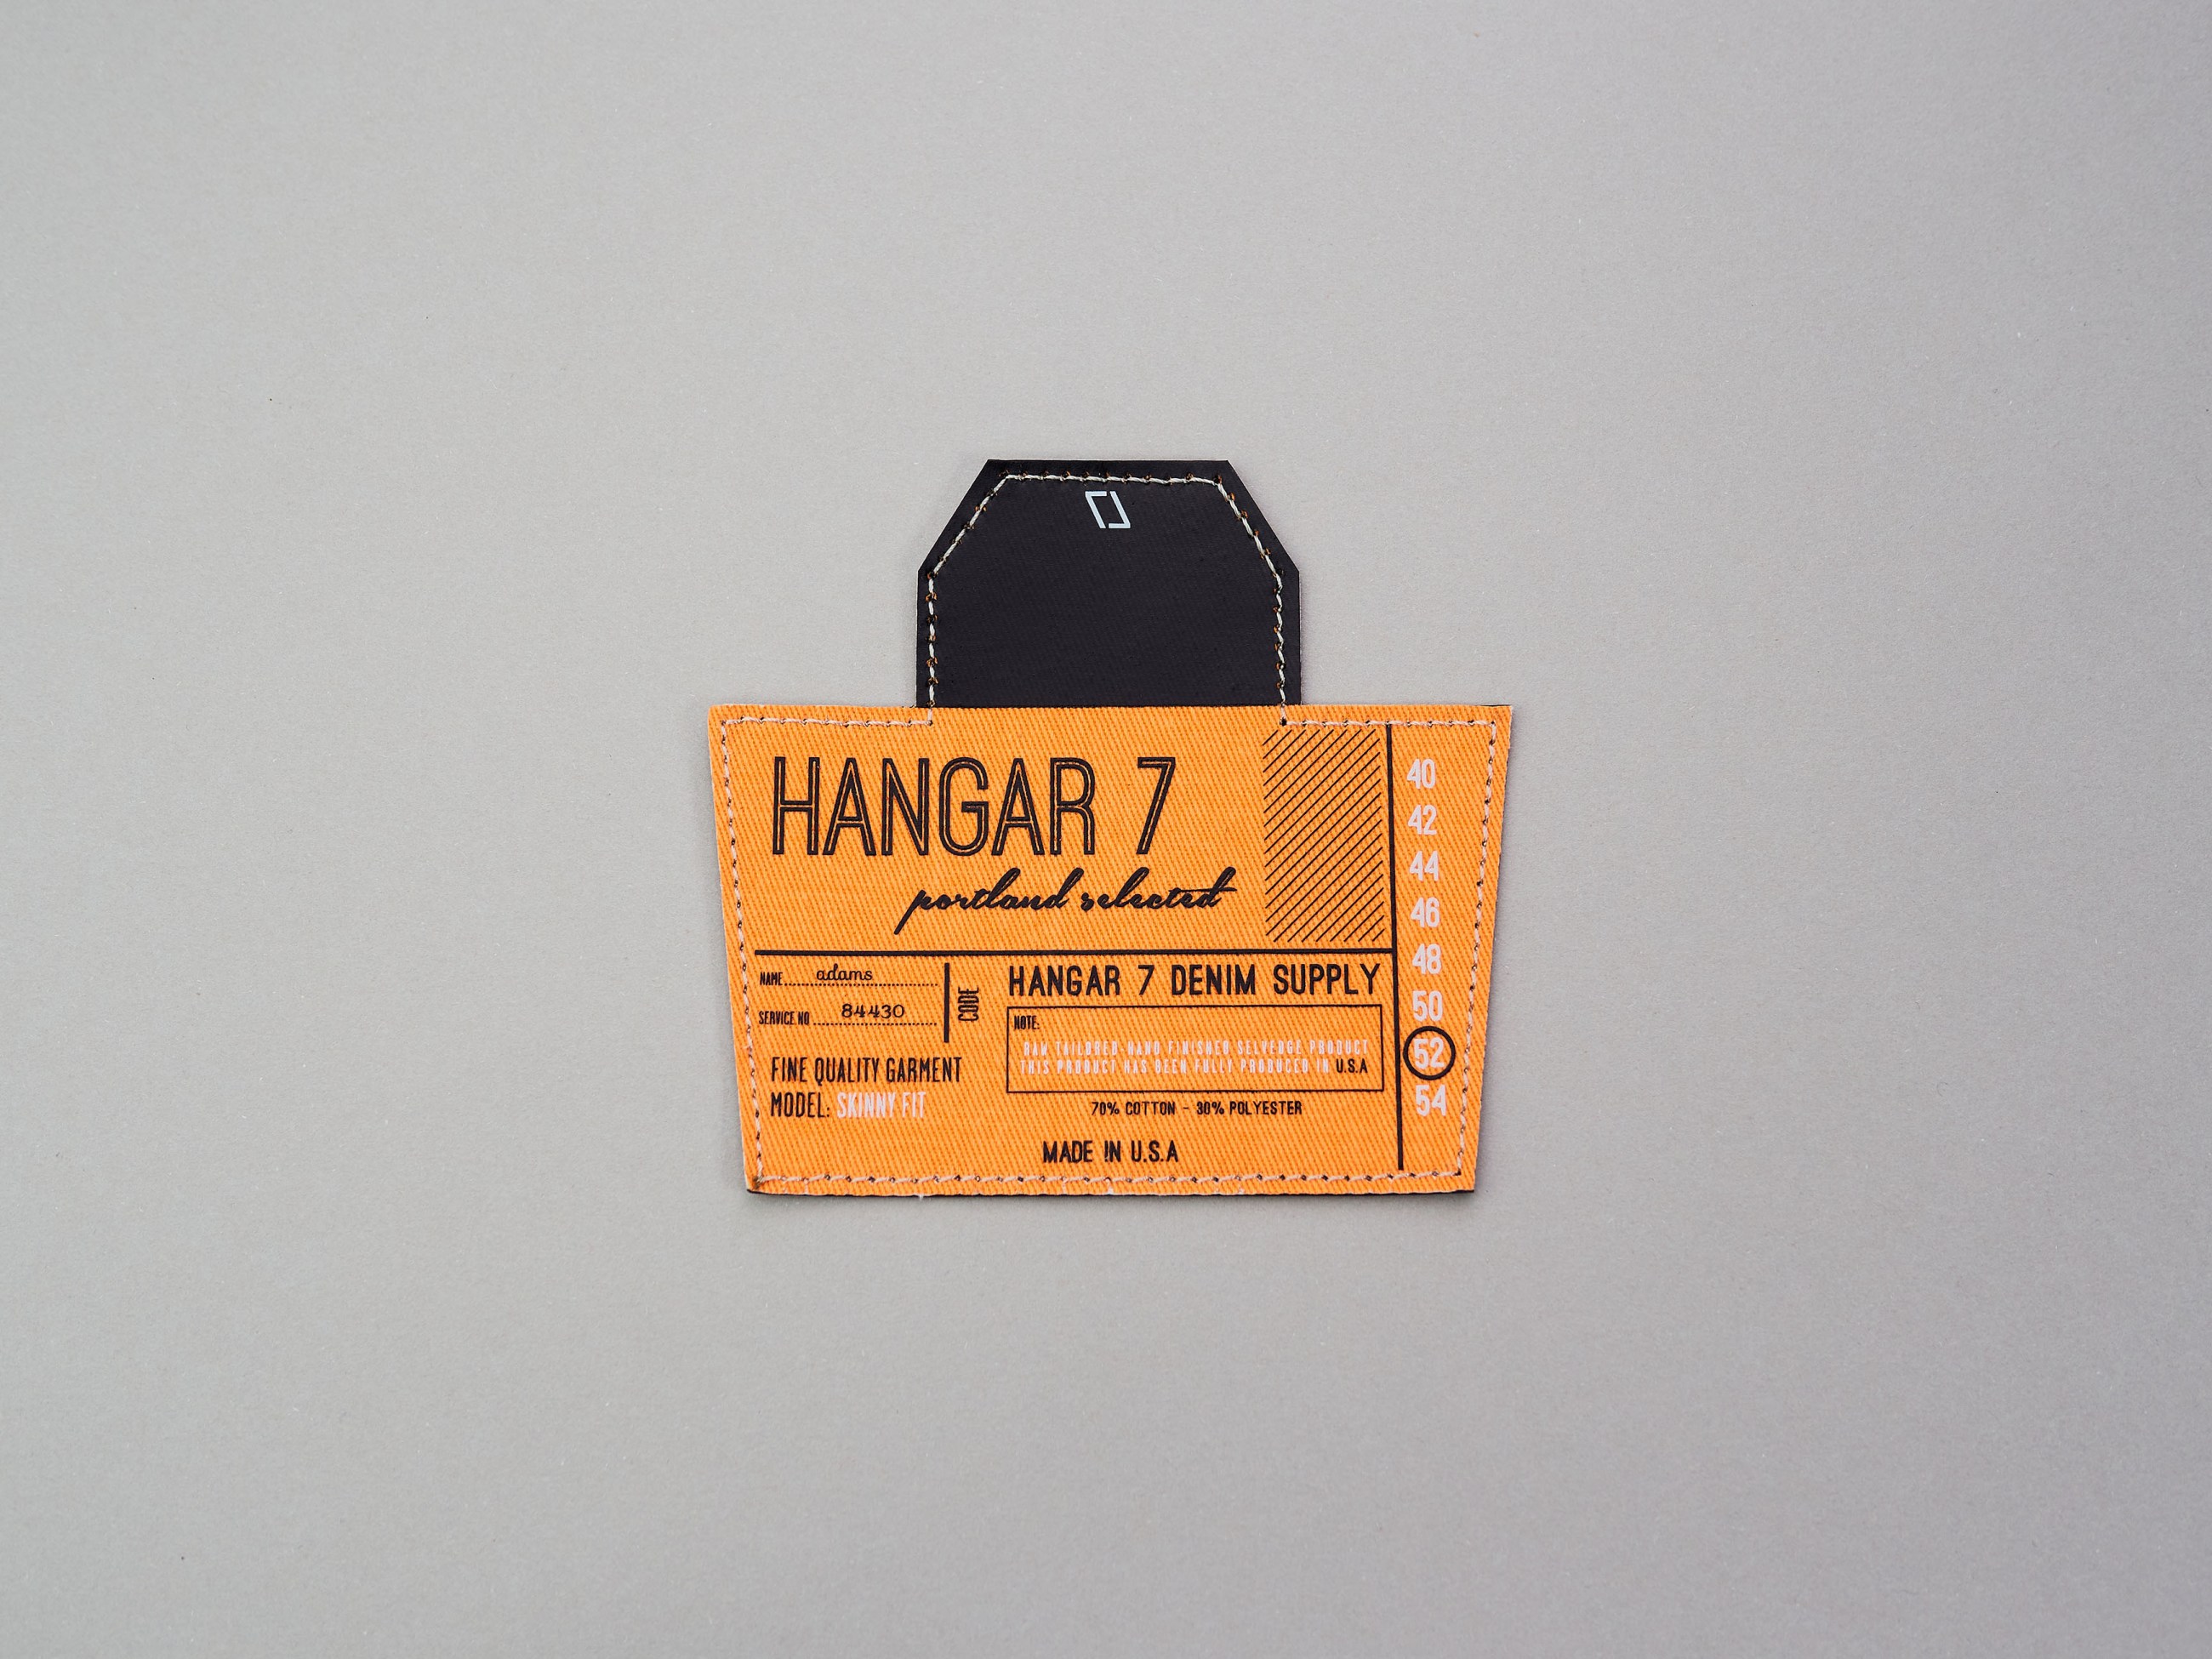 HANGAR 7
portland selected
NAME adams
SERVICE NO 84430
CODE
FINE QUALITY GARMENT
MODEL: SKINNY FIT
HANGAR 7 DENIM SUPPLY
NOTE:
RAW TAILORED HAND FINISHED SELVEDGE PRODUCT
THIS PRODUCT HAS BEEN FULLY PRODUCED IN U.S.A
70% COTTON - 30% POLYESTER
MADE IN U.S.A
40
42
44
46
48
50
52
54